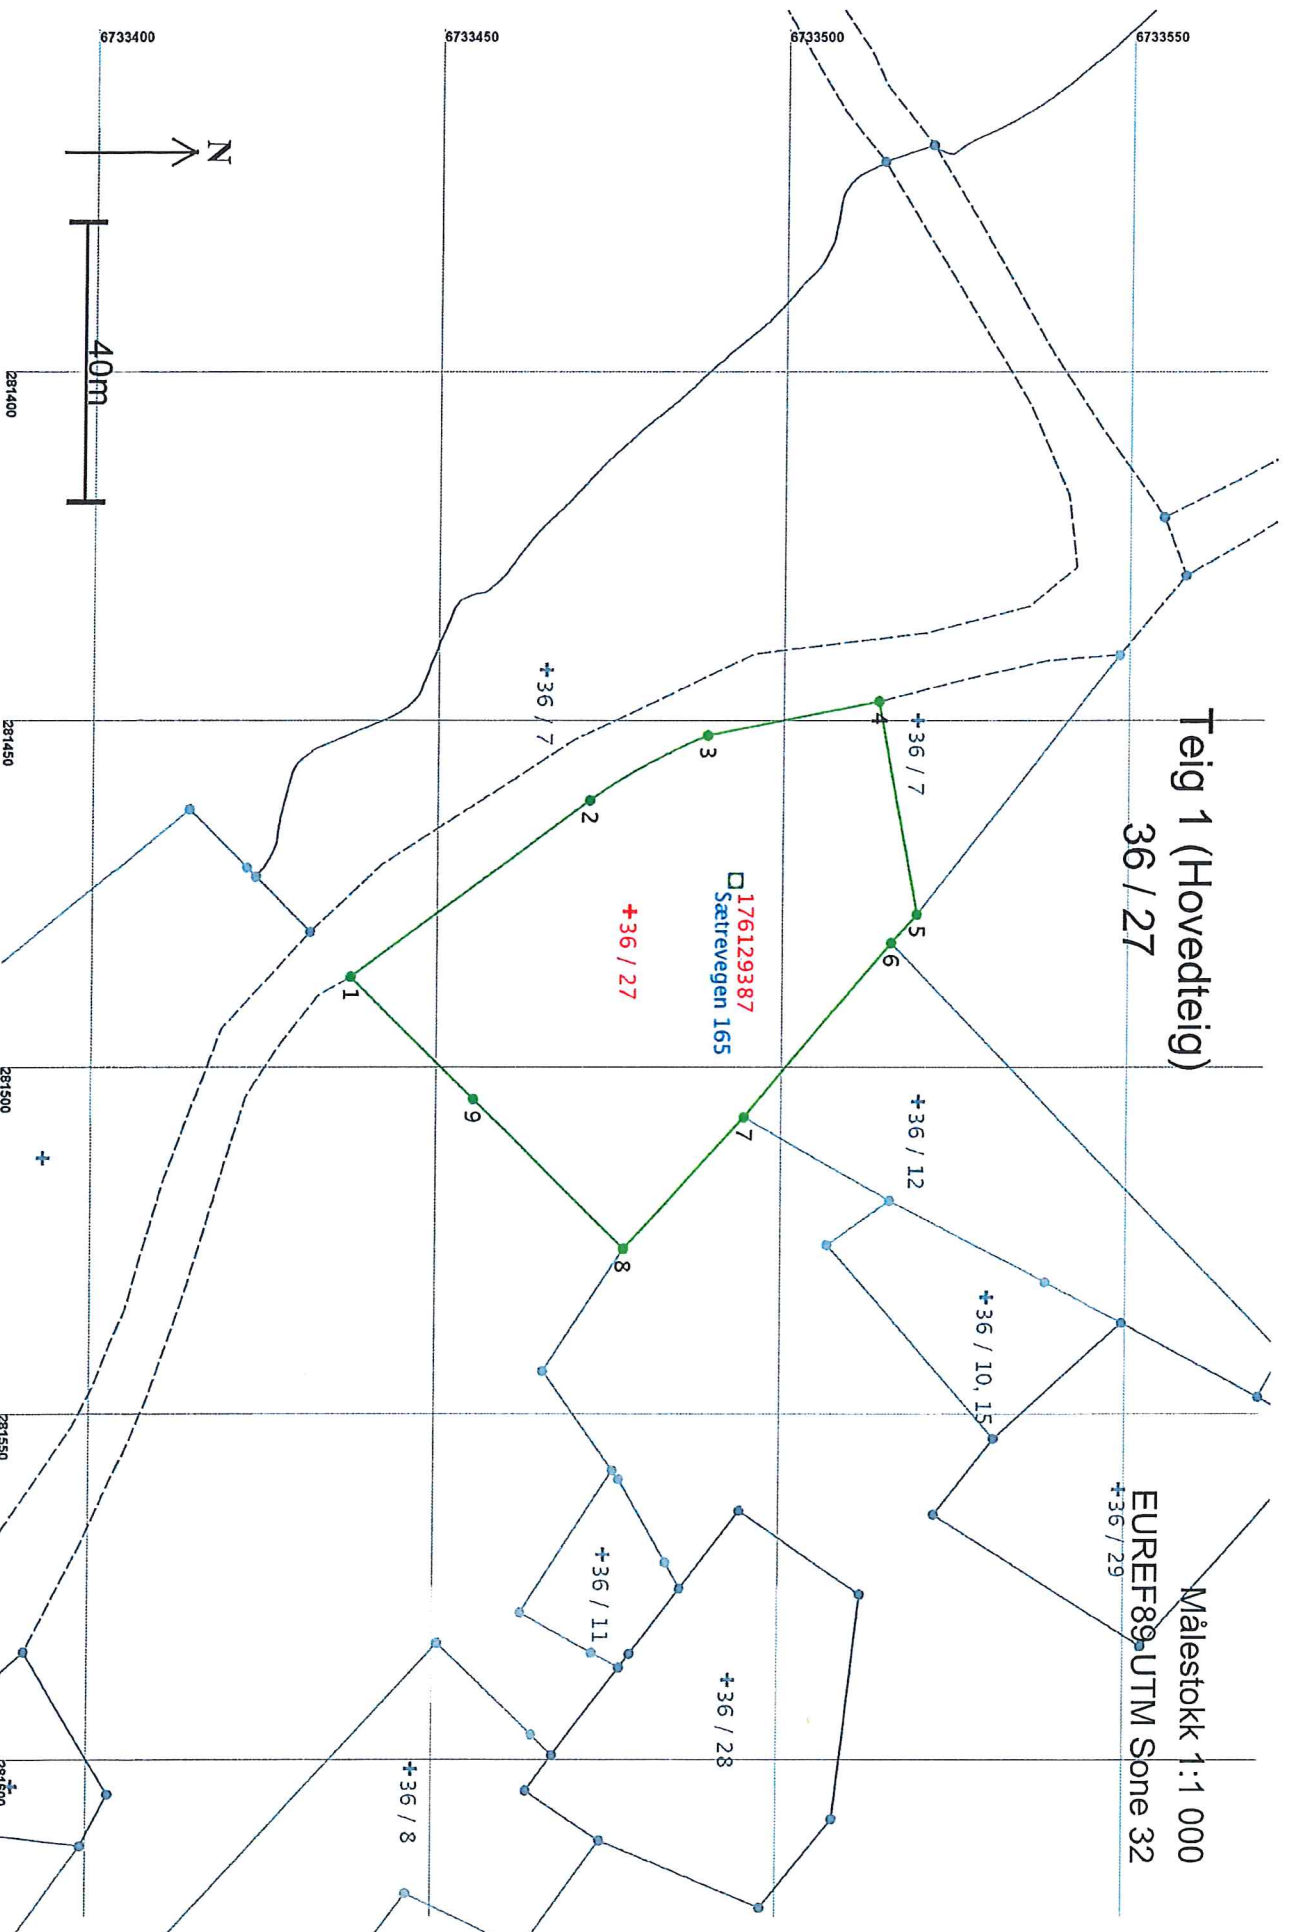 Teig 1 (Hovedteig)
36 / 27
Målestokk 1:1 000
EUREF89 UTM Sone 32
6733550
6733500
6733450
6733400
281400
281450
281500
281550
281600
N
40m
36 / 7
36 / 7
36 / 12
36 / 10, 15
36 / 29
176129387
Sætrevegen 165
36 / 27
36 / 11
36 / 28
36 / 8
1
2
3
4
5
6
7
8
9